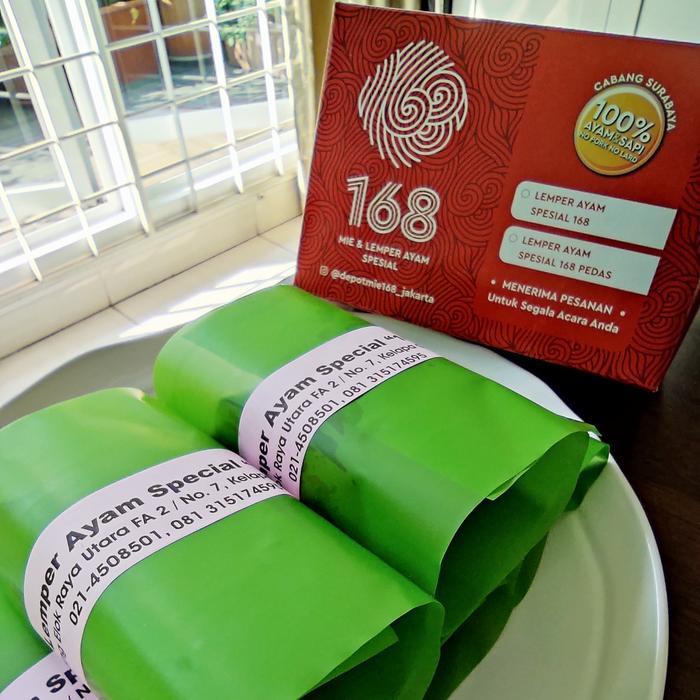 168
MIE & LEMPER AYAM
SPESIAL
@depotmie168_jakarta
CABANG SURABAYA
100%
AYAM&SAPI
NO PORK NO LARD
LEMPER AYAM
SPESIAL 168
LEMPER AYAM
SPESIAL 168 PEDAS
• MENERIMA PESANAN •
Untuk Segala Acara Anda
Ayam Special "
Raya Utara FA 2 / No. 7, Kelapa
021-4508501, 081 315174595
Lemper Ayam Special
Raya Utara FA 2 / No. 7,
021-4508501, 081 31517459